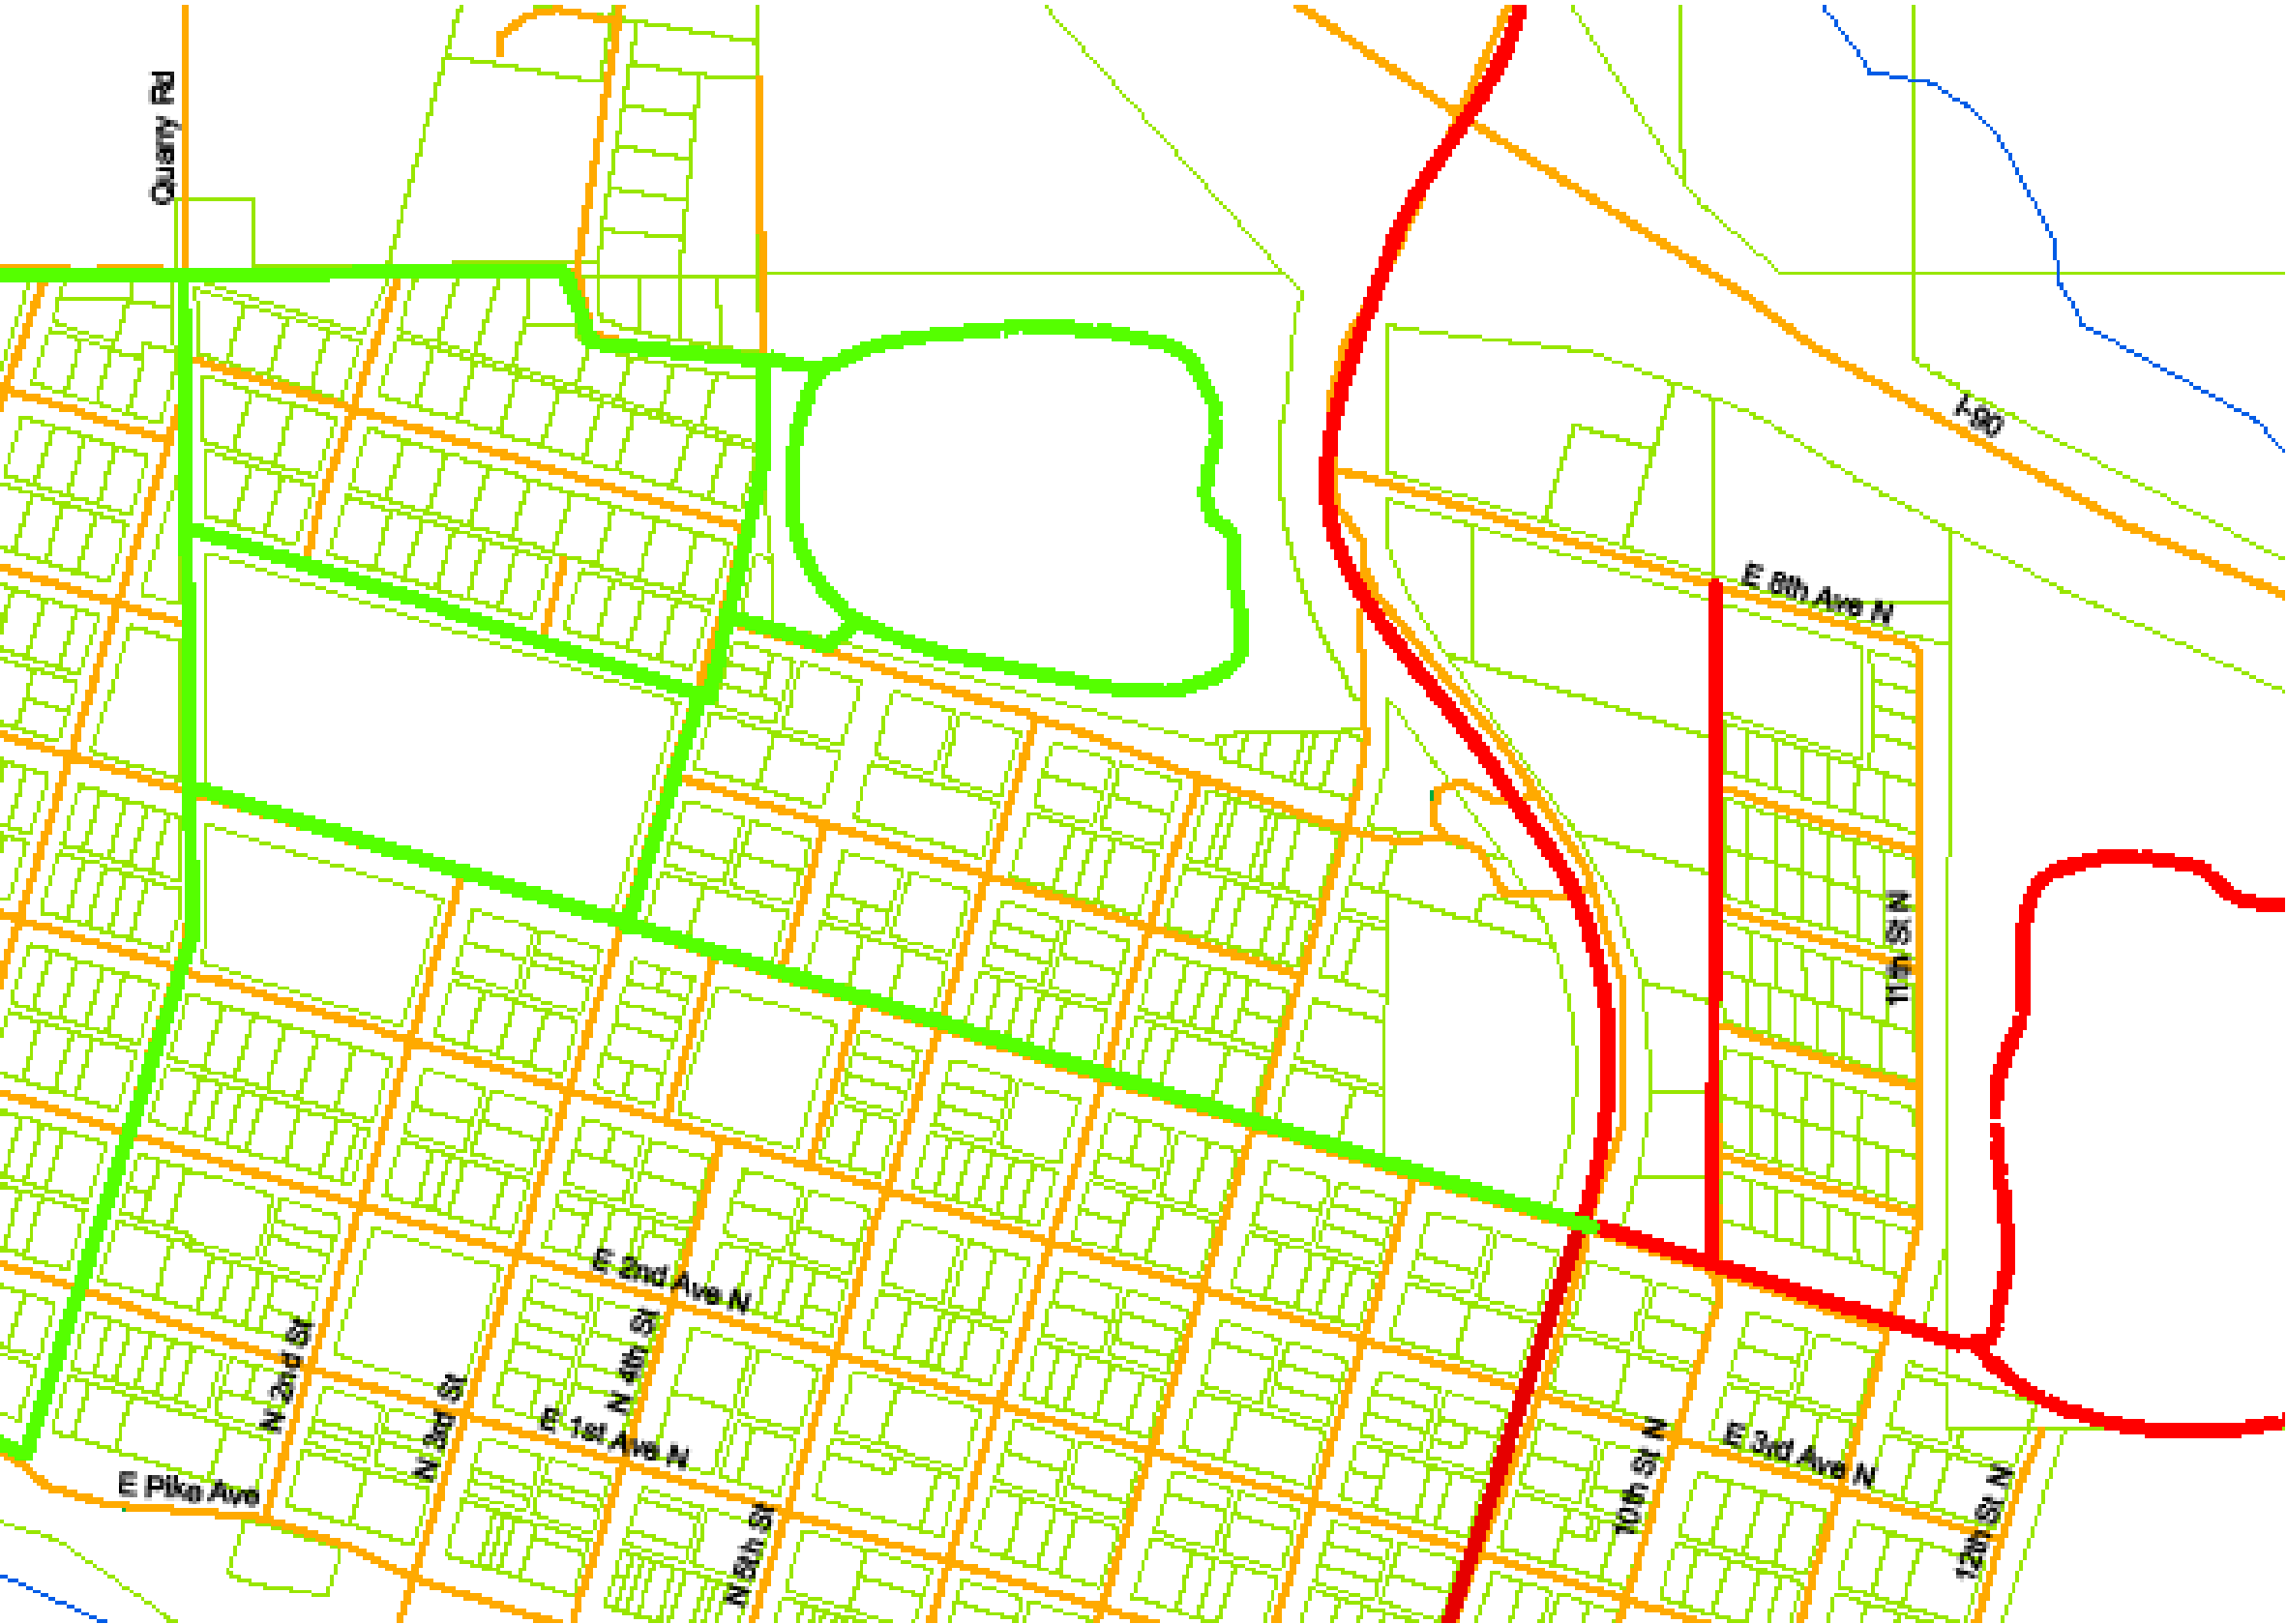 Quarry Rd
I-90
E 8th Ave N
11th St N
E 2nd Ave N
N 2nd St
N 4th St
N 3rd St
E 1st Ave N
E 3rd Ave N
10th St N
E Pike Ave
12th St N
N 5th St